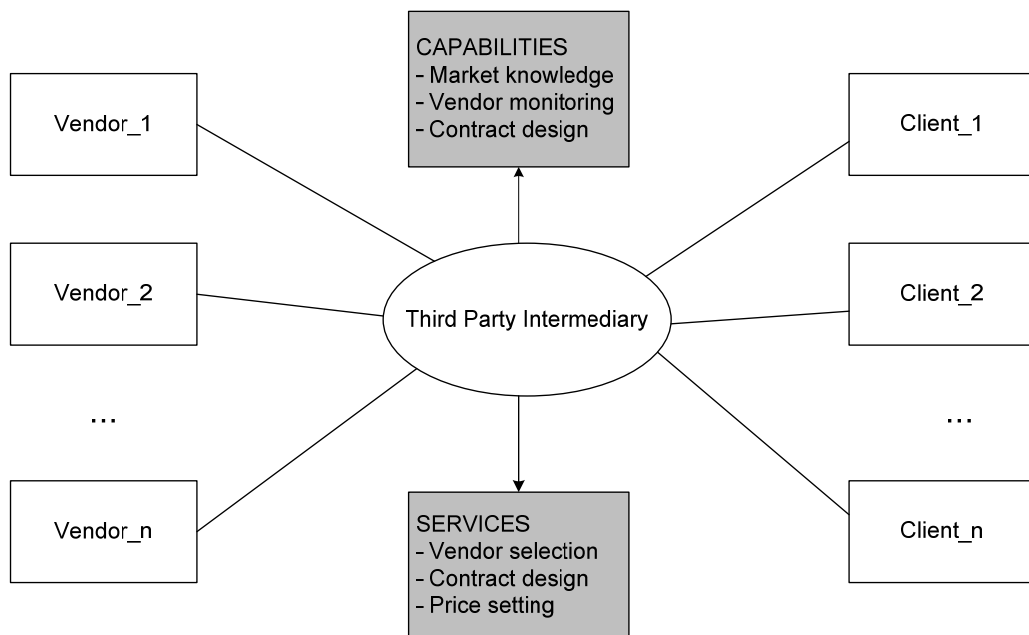 CAPABILITIES
- Market knowledge
- Vendor monitoring
- Contract design
Vendor_1
Client_1
Vendor_2
Third Party Intermediary
Client_2
...
...
Vendor_n
Client_n
SERVICES
- Vendor selection
- Contract design
- Price setting